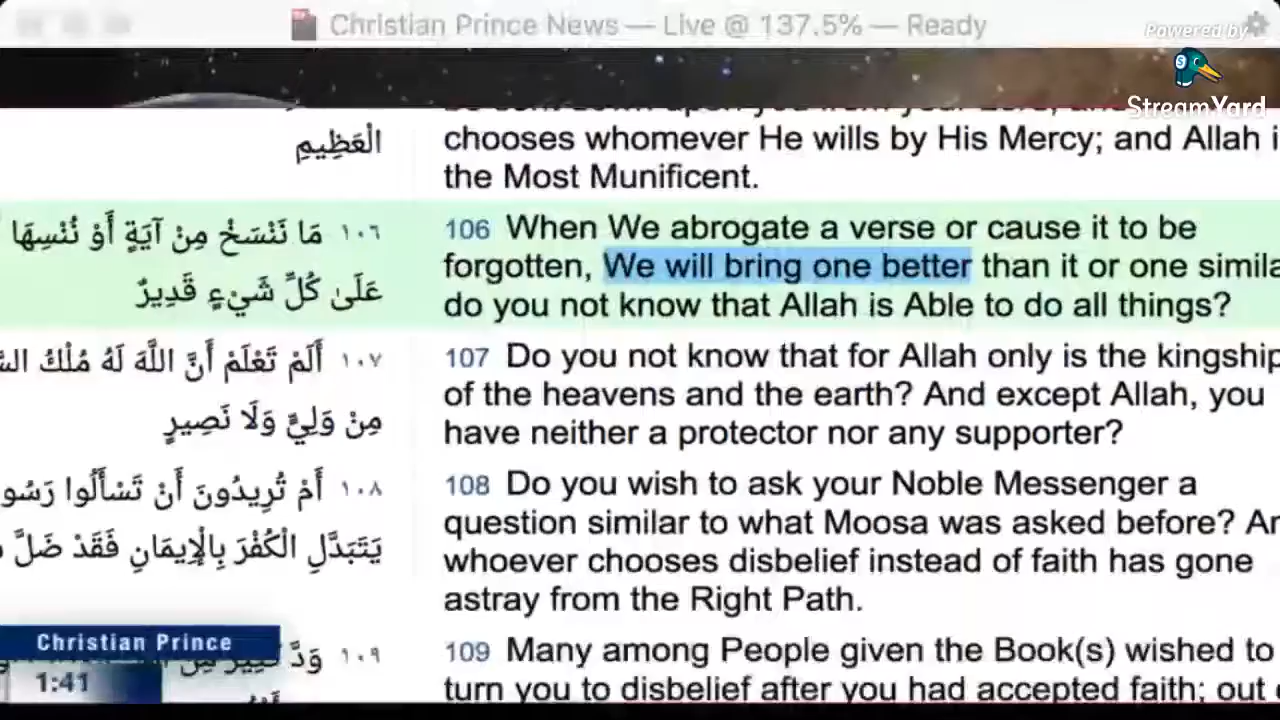 Christian Prince News — Live @ 137.5% — Ready
Powered by
StreamYard
chooses whomever He wills by His Mercy; and Allah i
the Most Munificent.
الْعَظِيمِ
106 When We abrogate a verse or cause it to be
forgotten, We will bring one better than it or one simila
do you not know that Allah is Able to do all things?
١٠٦ مَا نَنْسَخْ مِنْ آيَةٍ أَوْ نُنْسِهَا
عَلَىٰ كُلِّ شَيْءٍ قَدِيرٌ
107 Do you not know that for Allah only is the kingship
of the heavens and the earth? And except Allah, you
have neither a protector nor any supporter?
١٠٧ أَلَمْ تَعْلَمْ أَنَّ اللَّهَ لَهُ مُلْكُ
مِنْ وَلِيٍّ وَلَا نَصِيرٍ
108 Do you wish to ask your Noble Messenger a
question similar to what Moosa was asked before? An
whoever chooses disbelief instead of faith has gone
astray from the Right Path.
١٠٨ أَمْ تُرِيدُونَ أَنْ تَسْأَلُوا رَسُو
يَتَبَدَّلِ الْكُفْرَ بِالْإِيمَانِ فَقَدْ ضَلَّ
109 Many among People given the Book(s) wished to
turn you to disbelief after you had accepted faith; out
١٠٩ وَدَّ
Christian Prince
1:41